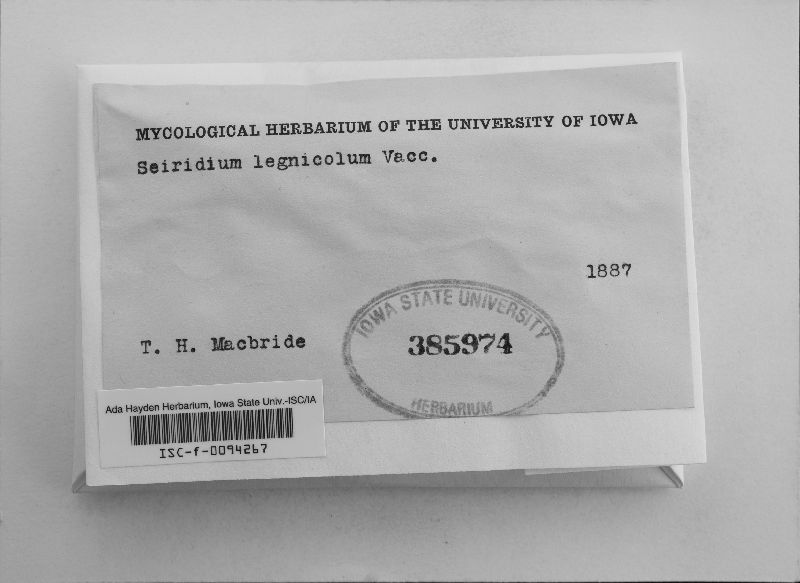 MYCOLOGICAL HERBARIUM OF THE UNIVERSITY OF IOWA
Seiridium legnicolum Vacc.
1887
IOWA STATE UNIVERSITY
385974
HERBARIUM
T. H. Macbride
Ada Hayden Herbarium, Iowa State Univ.-ISC/IA
ISC-f-0094267